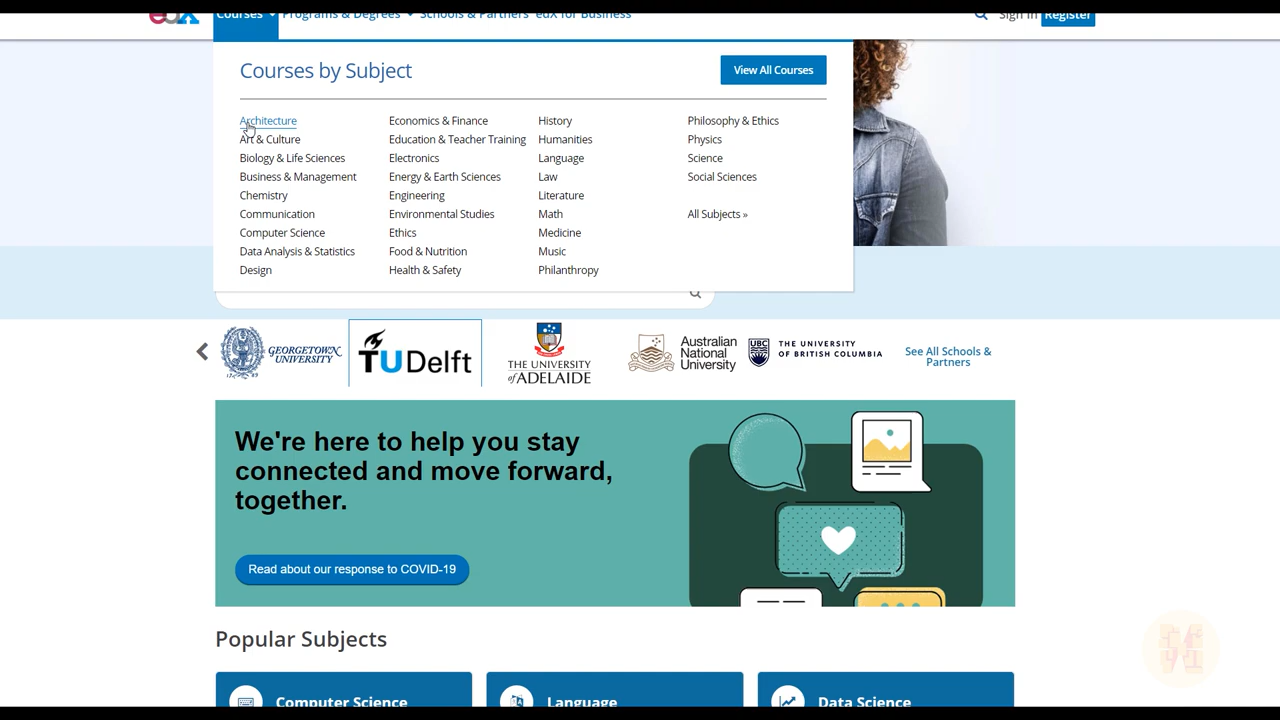 edX Courses Programs & Degrees Schools & Partners edX for Business Sign In Register
Courses by Subject
View All Courses
Architecture
Art & Culture
Biology & Life Sciences
Business & Management
Chemistry
Communication
Computer Science
Data Analysis & Statistics
Design
Economics & Finance
Education & Teacher Training
Electronics
Energy & Earth Sciences
Engineering
Environmental Studies
Ethics
Food & Nutrition
Health & Safety
History
Humanities
Language
Law
Literature
Math
Medicine
Music
Philanthropy
Philosophy & Ethics
Physics
Science
Social Sciences
All Subjects »
GEORGETOWN
UNIVERSITY
TUDelft
THE UNIVERSITY
of ADELAIDE
Australian
National
University
UBC
THE UNIVERSITY
OF BRITISH COLUMBIA
See All Schools &
Partners
We're here to help you stay
connected and move forward,
together.
Read about our response to COVID-19
Popular Subjects
Computer Science
Language
Data Science